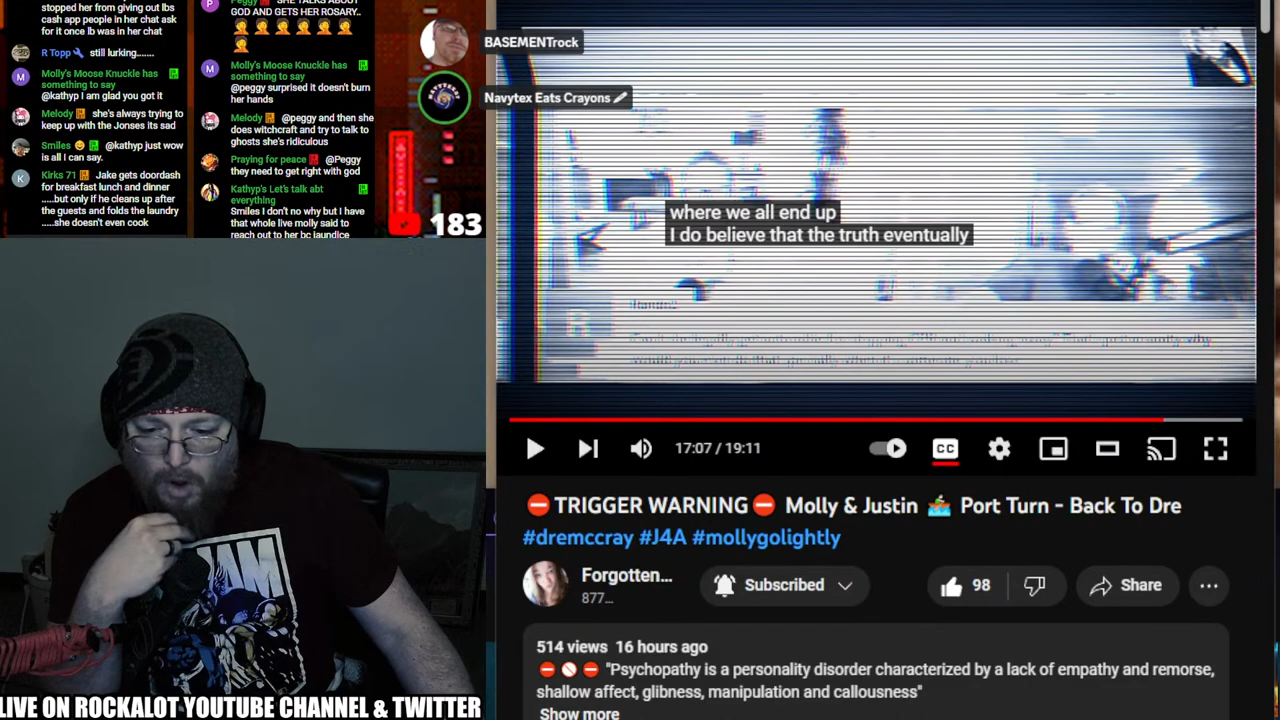 stopped her from giving out lbs
cash app people in her chat ask
for it once lb was in her chat
R Topp still lurking.......
Molly's Moose Knuckle has
something to say
@kathyp I am glad you got it
Melody she's always trying to
keep up with the Jonses its sad
Smiles @kathyp just wow
is all I can say.
Kirks 71 Jake gets doordash
for breakfast lunch and dinner
.....but only if he cleans up after
the guests and folds the laundry
...she doesn't even cook
Peggy SHE TALKS ABOUT
GOD AND GETS HER ROSARY..
Molly's Moose Knuckle has
something to say
@peggy surprised it doesn't burn
her hands
Melody @peggy and then she
does witchcraft and try to talk to
ghosts she's ridiculous
Praying for peace @Peggy
they need to get right with god
Kathyp's Let's talk abt
everything
Smiles I don't no why but I have
that whole live molly said to
reach out to her bc jaundice
183
BASEMENTrock
Navytex Eats Crayons
where we all end up
I do believe that the truth eventually
17:07 / 19:11
CC
⛔TRIGGER WARNING⛔ Molly & Justin 🚣 Port Turn - Back To Dre
#dremccray #J4A #mollygolightly
Forgotten...
877...
Subscribed
98
Share
514 views 16 hours ago
⛔🚫⛔ "Psychopathy is a personality disorder characterized by a lack of empathy and remorse,
shallow affect, glibness, manipulation and callousness"
Show more
JAM
LIVE ON ROCKALOT YOUTUBE CHANNEL & TWITTER